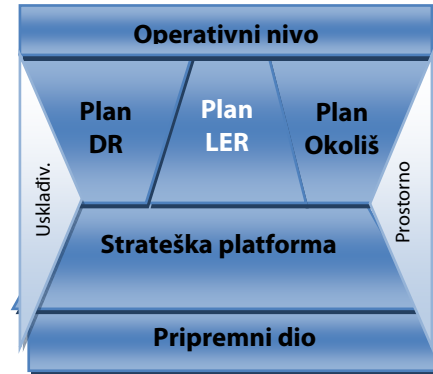 Operativni nivo
Plan
DR
Plan
LER
Plan
Okoliš
Usklađiv.
Prostorno
Strateška platforma
Pripremni dio